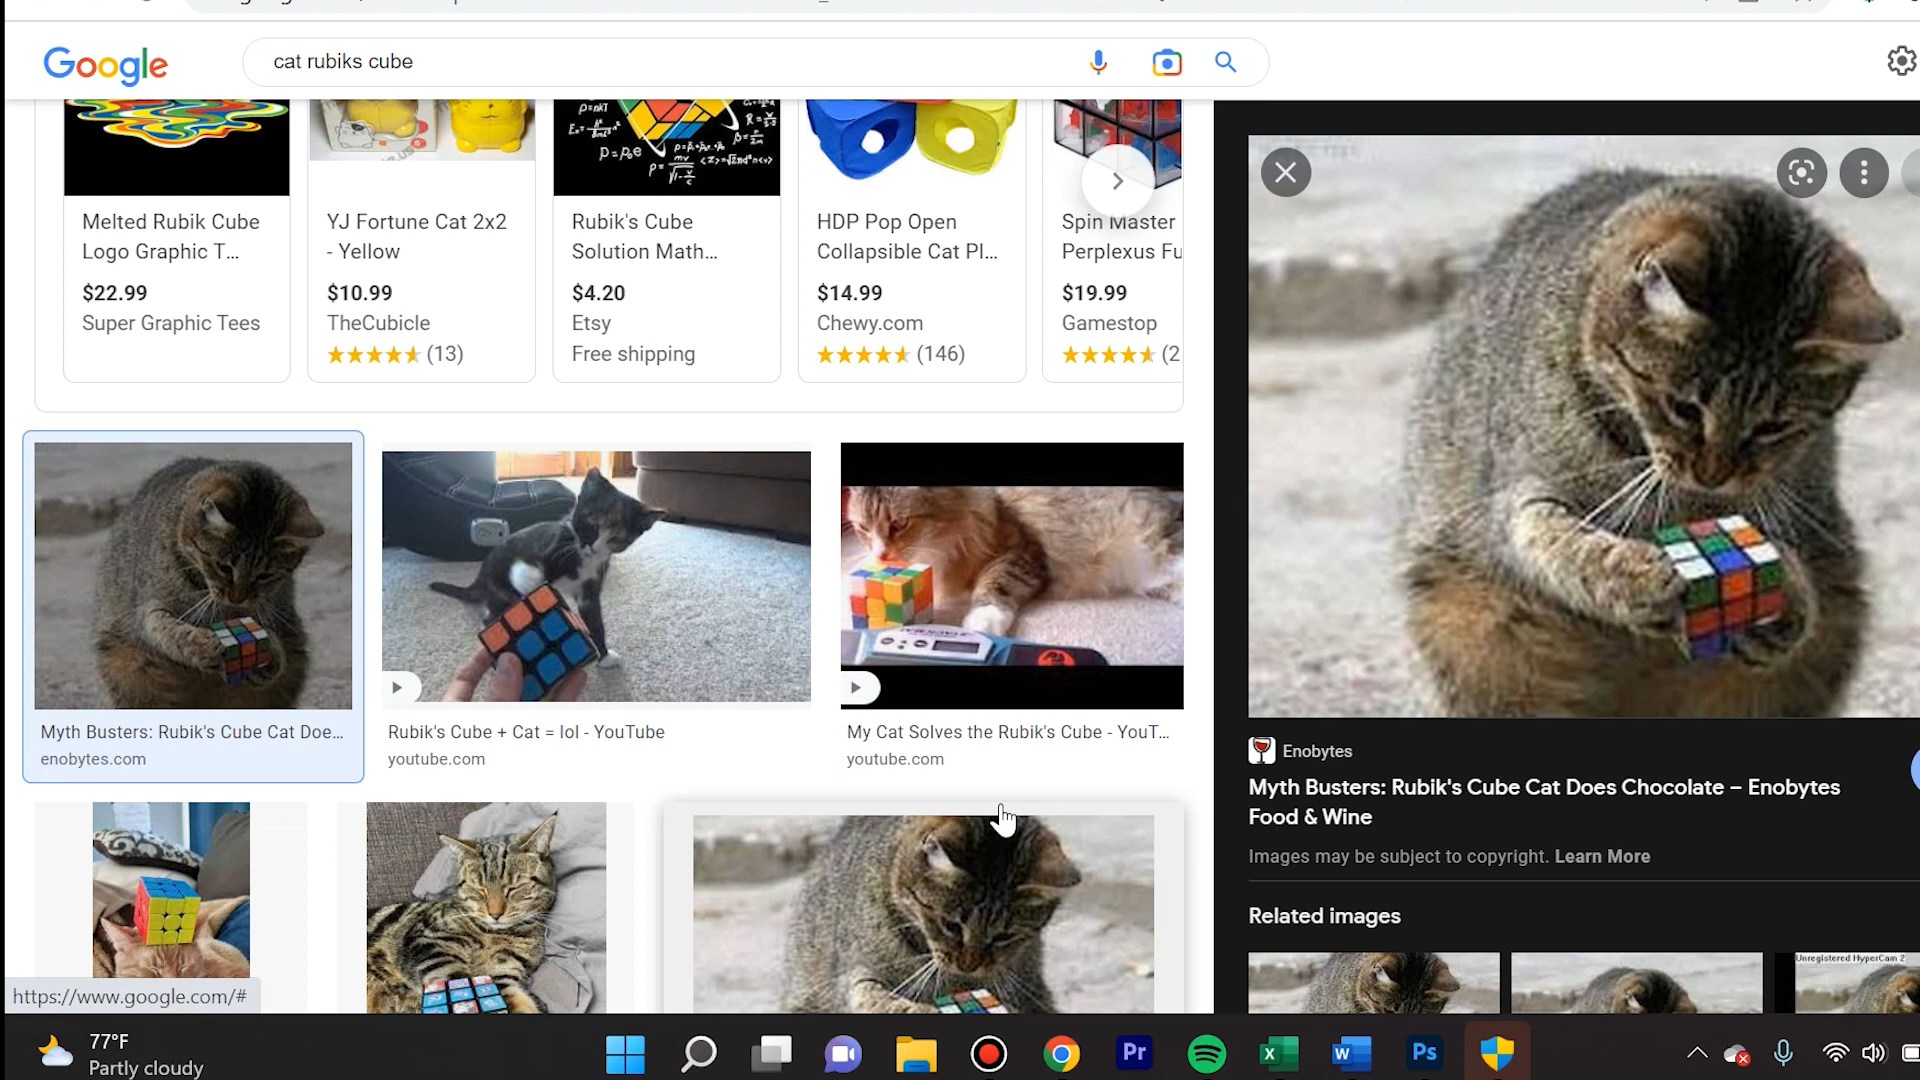 Google
cat rubiks cube
Melted Rubik Cube
Logo Graphic T...
$22.99
Super Graphic Tees
YJ Fortune Cat 2x2
- Yellow
$10.99
TheCubicle
(13)
Rubik's Cube
Solution Math...
$4.20
Etsy
Free shipping
HDP Pop Open
Collapsible Cat Pl...
$14.99
Chewy.com
(146)
Spin Master
Perplexus Fu
$19.99
Gamestop
(2
Myth Busters: Rubik's Cube Cat Doe...
enobytes.com
Rubik's Cube + Cat = lol - YouTube
youtube.com
My Cat Solves the Rubik's Cube - YouT...
youtube.com
Enobytes
Myth Busters: Rubik's Cube Cat Does Chocolate – Enobytes
Food & Wine
Images may be subject to copyright. Learn More
Related images
Unregistered HyperCam 2
https://www.google.com/#
77°F
Partly cloudy
Pr
X
W
Ps